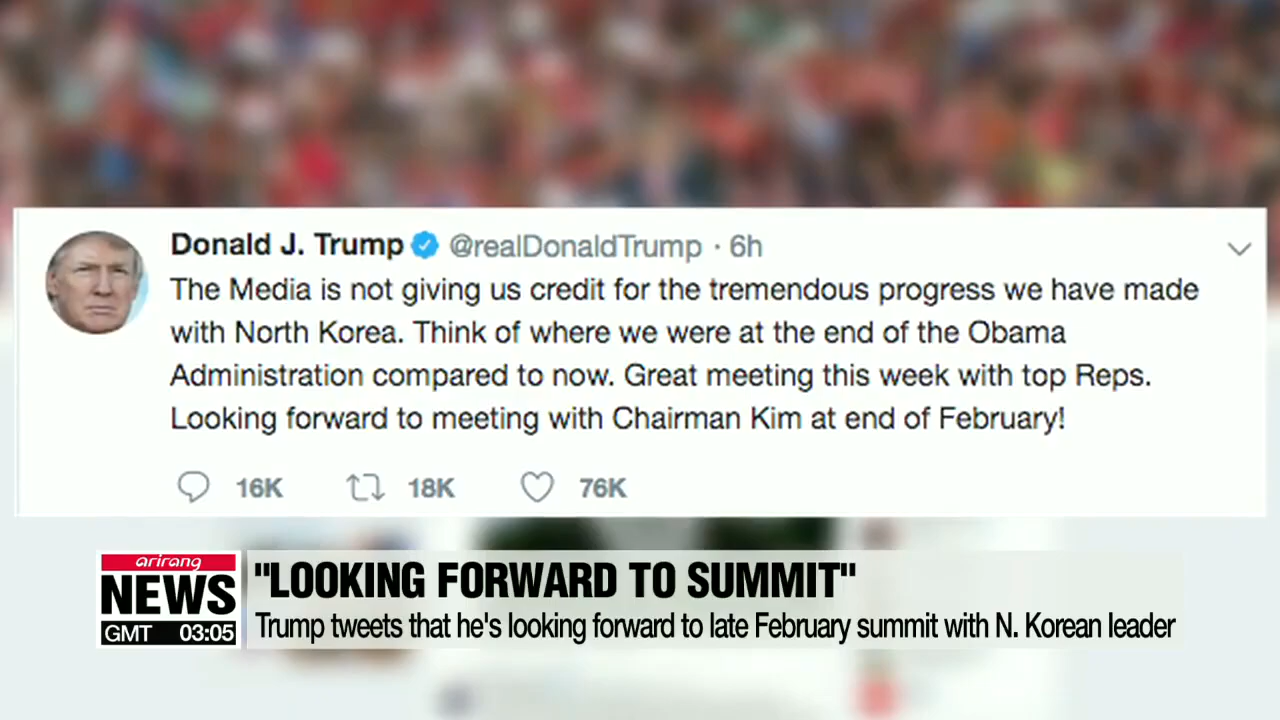 Donald J. Trump @realDonaldTrump · 6h
The Media is not giving us credit for the tremendous progress we have made
with North Korea. Think of where we were at the end of the Obama
Administration compared to now. Great meeting this week with top Reps.
Looking forward to meeting with Chairman Kim at end of February!
16K 18K 76K
arirang
NEWS
GMT 03:05
"LOOKING FORWARD TO SUMMIT"
Trump tweets that he's looking forward to late February summit with N. Korean leader